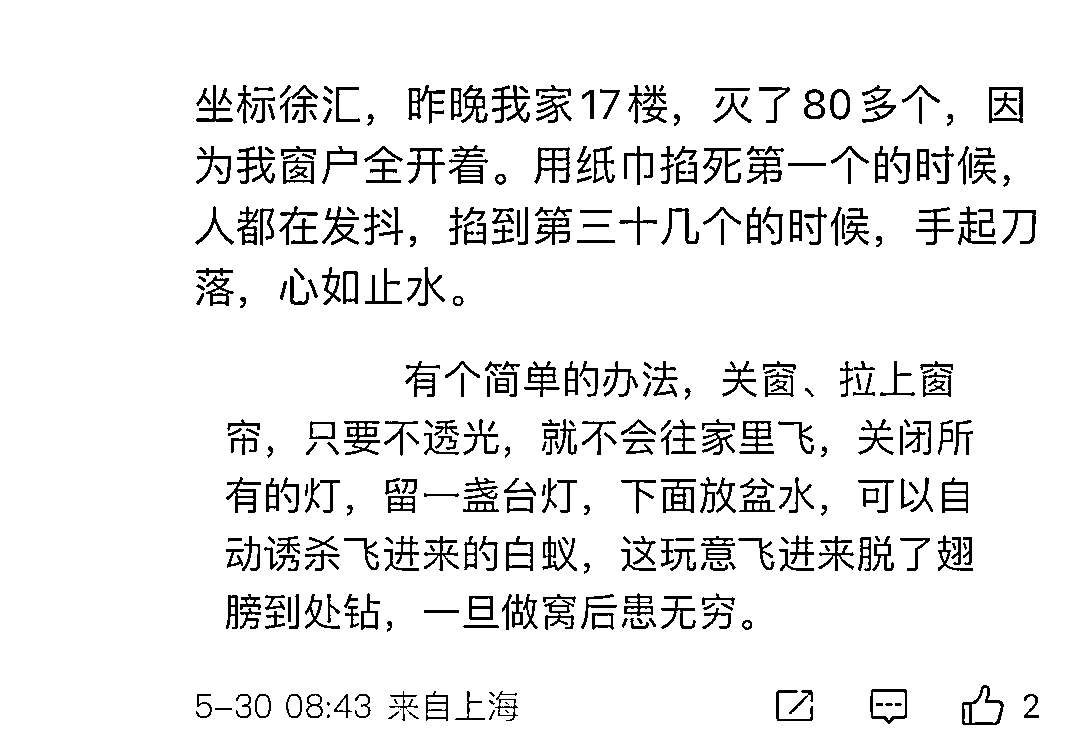 坐标徐汇，昨晚我家17楼，灭了80多个，因
为我窗户全开着。用纸巾掐死第一个的时候，
人都在发抖，掐到第三十几个的时候，手起刀
落，心如止水。
有个简单的办法，关窗、拉上窗
帘，只要不透光，就不会往家里飞，关闭所
有的灯，留一盏台灯，下面放盆水，可以自
动诱杀飞进来的白蚁，这玩意飞进来脱了翅
膀到处钻，一旦做窝后患无穷。
5-30 08:43 来自上海
2